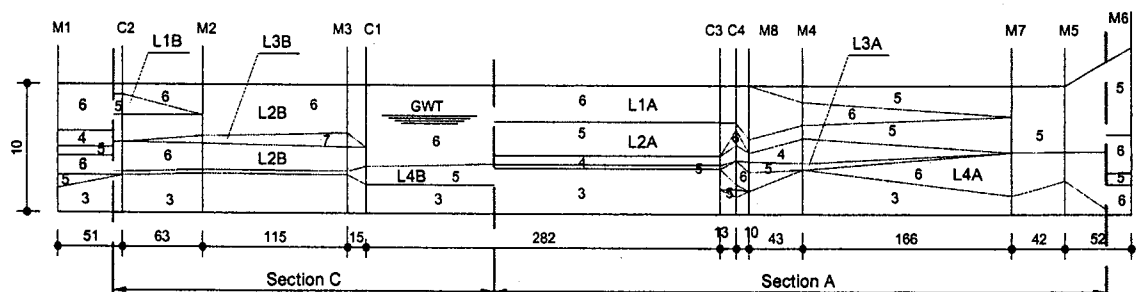 M1 C2 M2 M3 C1 C3 C4 M8 M4 M7 M5 M6
L1B L3B L3A
6 5 6 L2B 6 GWT 6 L1A 5 6 5
4 5 7 6 5 L2A 6 4 5 5 6
6 6 L2B L4B 5 4 5 6 5 6 L4A 5
5 3 3 3 5 3 6
10
51 63 115 15 282 13 10 43 166 42 52
Section C Section A